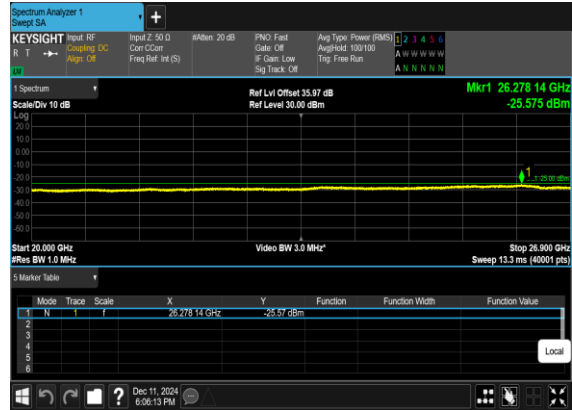 Spectrum Analyzer 1
Swept SA
+
KEYSIGHT Input: RF Input Z: 50 Ω #Atten: 20 dB PNO: Fast Avg Type: Power (RMS) 1 2 3 4 5 6
R T Coupling: DC Corr CCorr Gate: Off Avg|Hold: 100/100 A W W W W W
Align: Off Freq Ref: Int (S) IF Gain: Low Trig: Free Run
Sig Track: Off A N N N N N
1 Spectrum Ref Lvl Offset 35.97 dB Mkr1 26.278 14 GHz
Scale/Div 10 dB Ref Level 30.00 dBm -25.575 dBm
Log
20.0
10.0
0.00
-10.0
-20.0
-30.0
-40.0
-50.0
-60.0
1
-25.00 dBm
Start 20.000 GHz Video BW 3.0 MHz* Stop 26.900 GHz
#Res BW 1.0 MHz Sweep 13.3 ms (40001 pts)
5 Marker Table
Mode Trace Scale X Y Function Function Width Function Value
1 N 1 f 26.278 14 GHz -25.57 dBm
2
3
4
5
6
Local
? Dec 11, 2024
6:06:13 PM